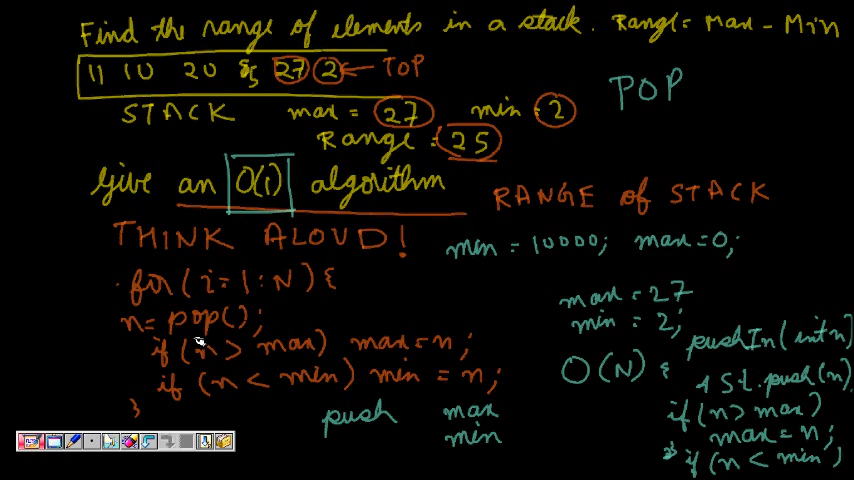 Find the range of elements in a stack. Range = Max - Min
11 10 20 5 27 2 ← TOP
POP
STACK max = 27 min = 2
Range = 25
Give an O(1) algorithm
RANGE of STACK
THINK ALOUD!
min = 10000; max = 0;
for (i = 1 : N) {
n = pop();
if (n > max) max = n;
if (n < min) min = n;
}
max = 27
min = 2;
O(N)
push max
min
pushIn(int n)
{ St.push(n)
if (n > max)
max = n;
if (n < min)